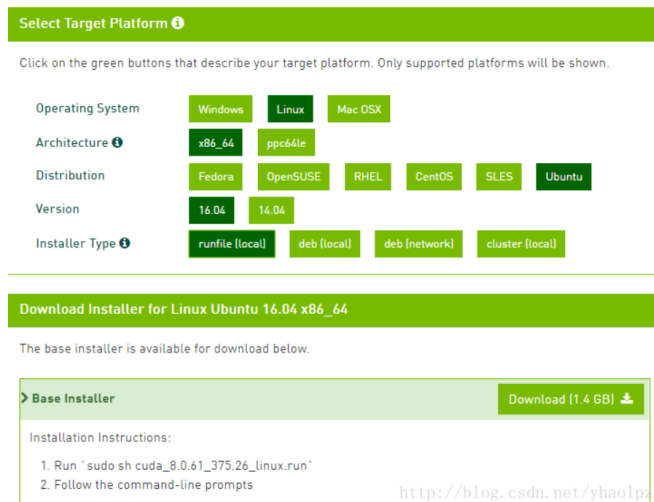 Select Target Platform
Click on the green buttons that describe your target platform. Only supported platforms will be shown.
Operating System Windows Linux Mac OSX
Architecture x86_64 ppc64le
Distribution Fedora OpenSUSE RHEL CentOS SLES Ubuntu
Version 16.04 14.04
Installer Type runfile (local) deb (local) deb (network) cluster (local)
Download Installer for Linux Ubuntu 16.04 x86_64
The base installer is available for download below.
Base Installer Download (1.4 GB)
Installation Instructions:
1. Run `sudo sh cuda_8.0.61_375.26_linux.run`
2. Follow the command-line prompts
http://blog.csdn.net/yhaolpz